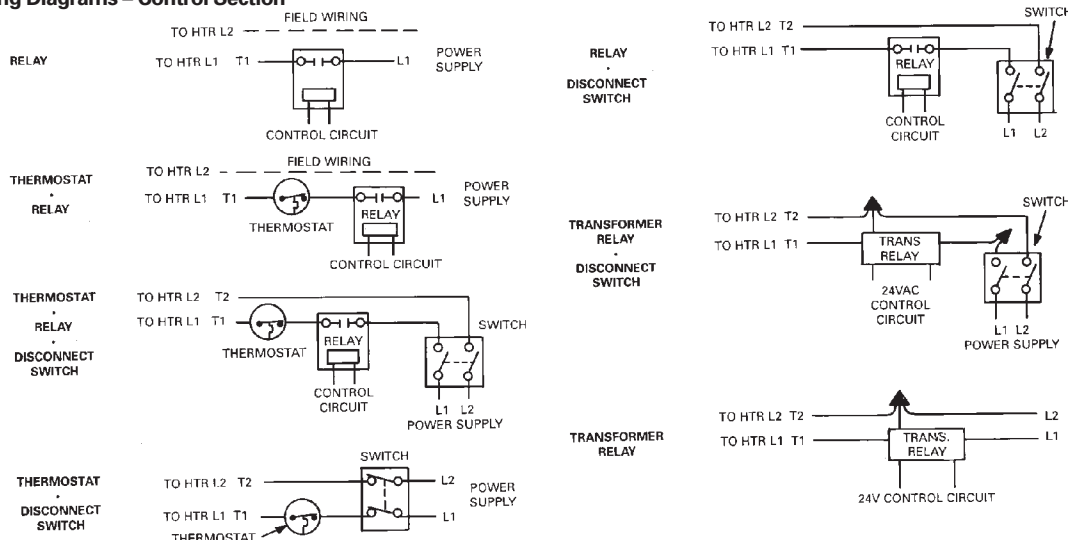 ng Diagrams – Control Section
RELAY
FIELD WIRING
TO HTR L2
TO HTR L1 T1
L1
POWER
SUPPLY
RELAY
CONTROL CIRCUIT
THERMOSTAT
•
RELAY
FIELD WIRING
TO HTR L2
TO HTR L1 T1
L1
POWER
SUPPLY
THERMOSTAT
RELAY
CONTROL CIRCUIT
THERMOSTAT
•
RELAY
•
DISCONNECT
SWITCH
TO HTR L2 T2
TO HTR L1 T1
SWITCH
THERMOSTAT
RELAY
CONTROL
CIRCUIT
L1 L2
POWER SUPPLY
THERMOSTAT
•
DISCONNECT
SWITCH
SWITCH
TO HTR L2 T2
L2
POWER
SUPPLY
TO HTR L1 T1
L1
THERMOSTAT
RELAY
•
DISCONNECT
SWITCH
SWITCH
TO HTR L2 T2
TO HTR L1 T1
RELAY
CONTROL
CIRCUIT
L1 L2
TRANSFORMER
RELAY
•
DISCONNECT
SWITCH
SWITCH
TO HTR L2 T2
TO HTR L1 T1
TRANS
RELAY
24VAC
CONTROL
CIRCUIT
L1 L2
POWER SUPPLY
TRANSFORMER
RELAY
TO HTR L2 T2
L2
TO HTR L1 T1
L1
TRANS.
RELAY
24V CONTROL CIRCUIT